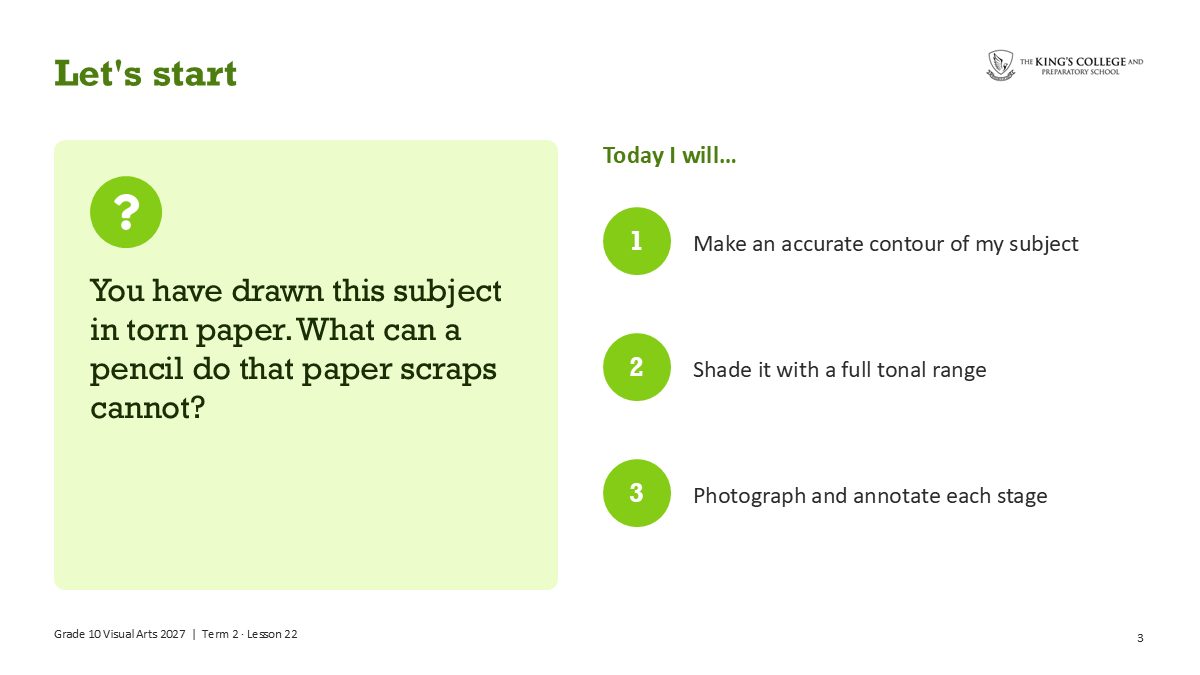 Let's start
THE KING'S COLLEGE AND
PREPARATORY SCHOOL
?
You have drawn this subject
in torn paper. What can a
pencil do that paper scraps
cannot?
Today I will...
1
Make an accurate contour of my subject
2
Shade it with a full tonal range
3
Photograph and annotate each stage
Grade 10 Visual Arts 2027 | Term 2 · Lesson 22
3